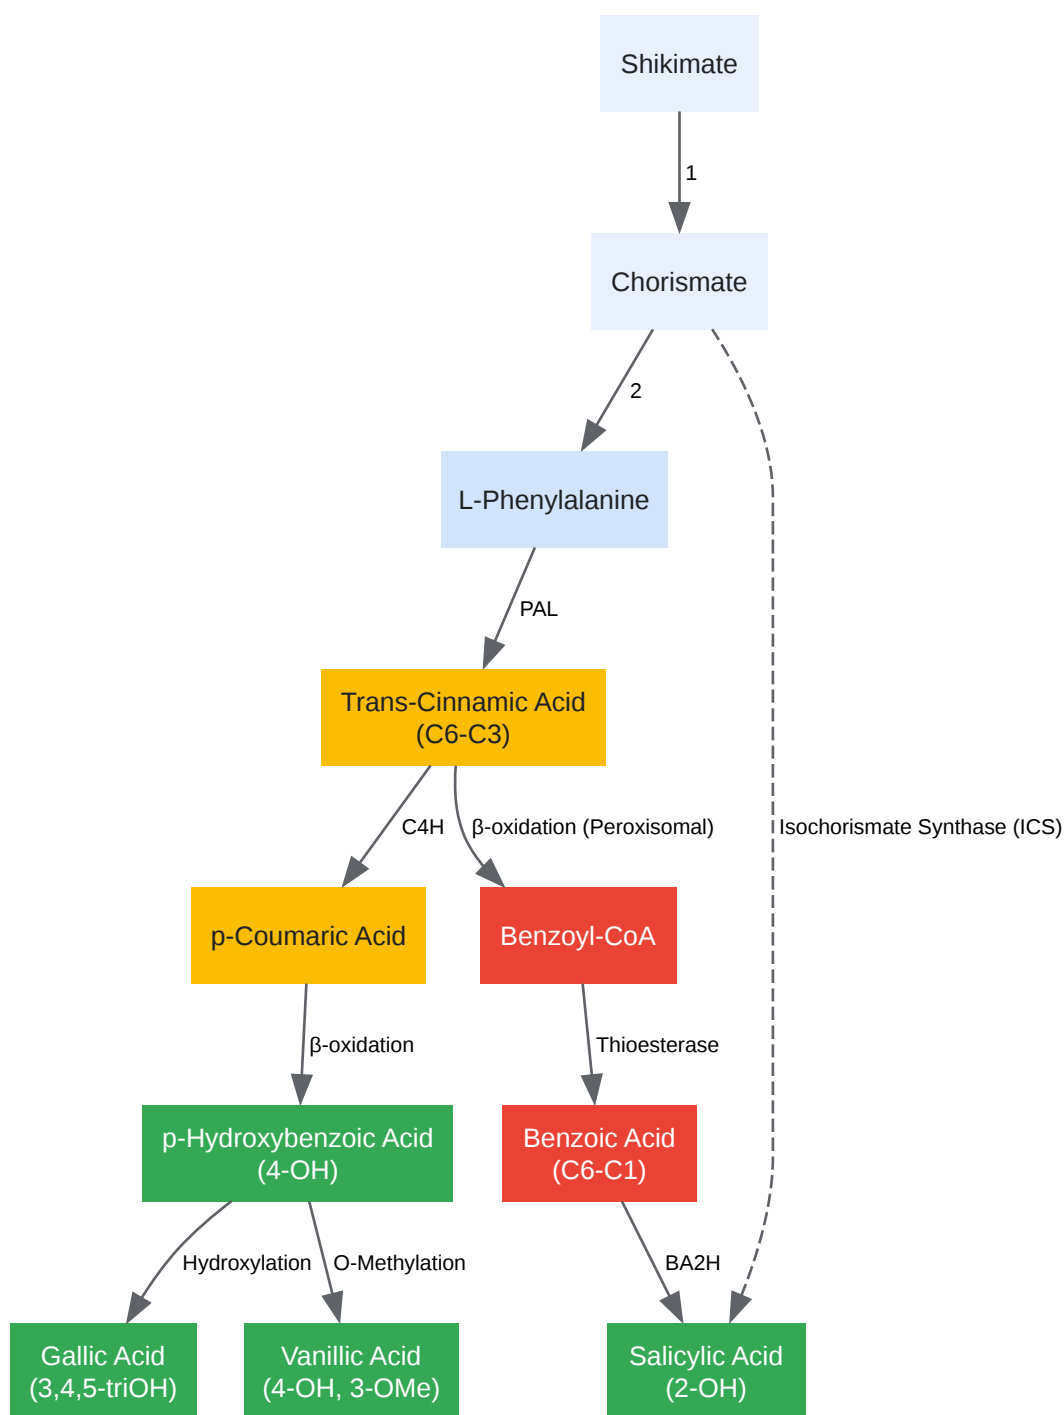 Shikimate
1
Chorismate
2
L-Phenylalanine
PAL
Trans-Cinnamic Acid
(C6-C3)
C4H
β-oxidation (Peroxisomal)
Isochorismate Synthase (ICS)
p-Coumaric Acid
Benzoyl-CoA
β-oxidation
Thioesterase
p-Hydroxybenzoic Acid
(4-OH)
Benzoic Acid
(C6-C1)
Hydroxylation
O-Methylation
BA2H
Gallic Acid
(3,4,5-triOH)
Vanillic Acid
(4-OH, 3-OMe)
Salicylic Acid
(2-OH)